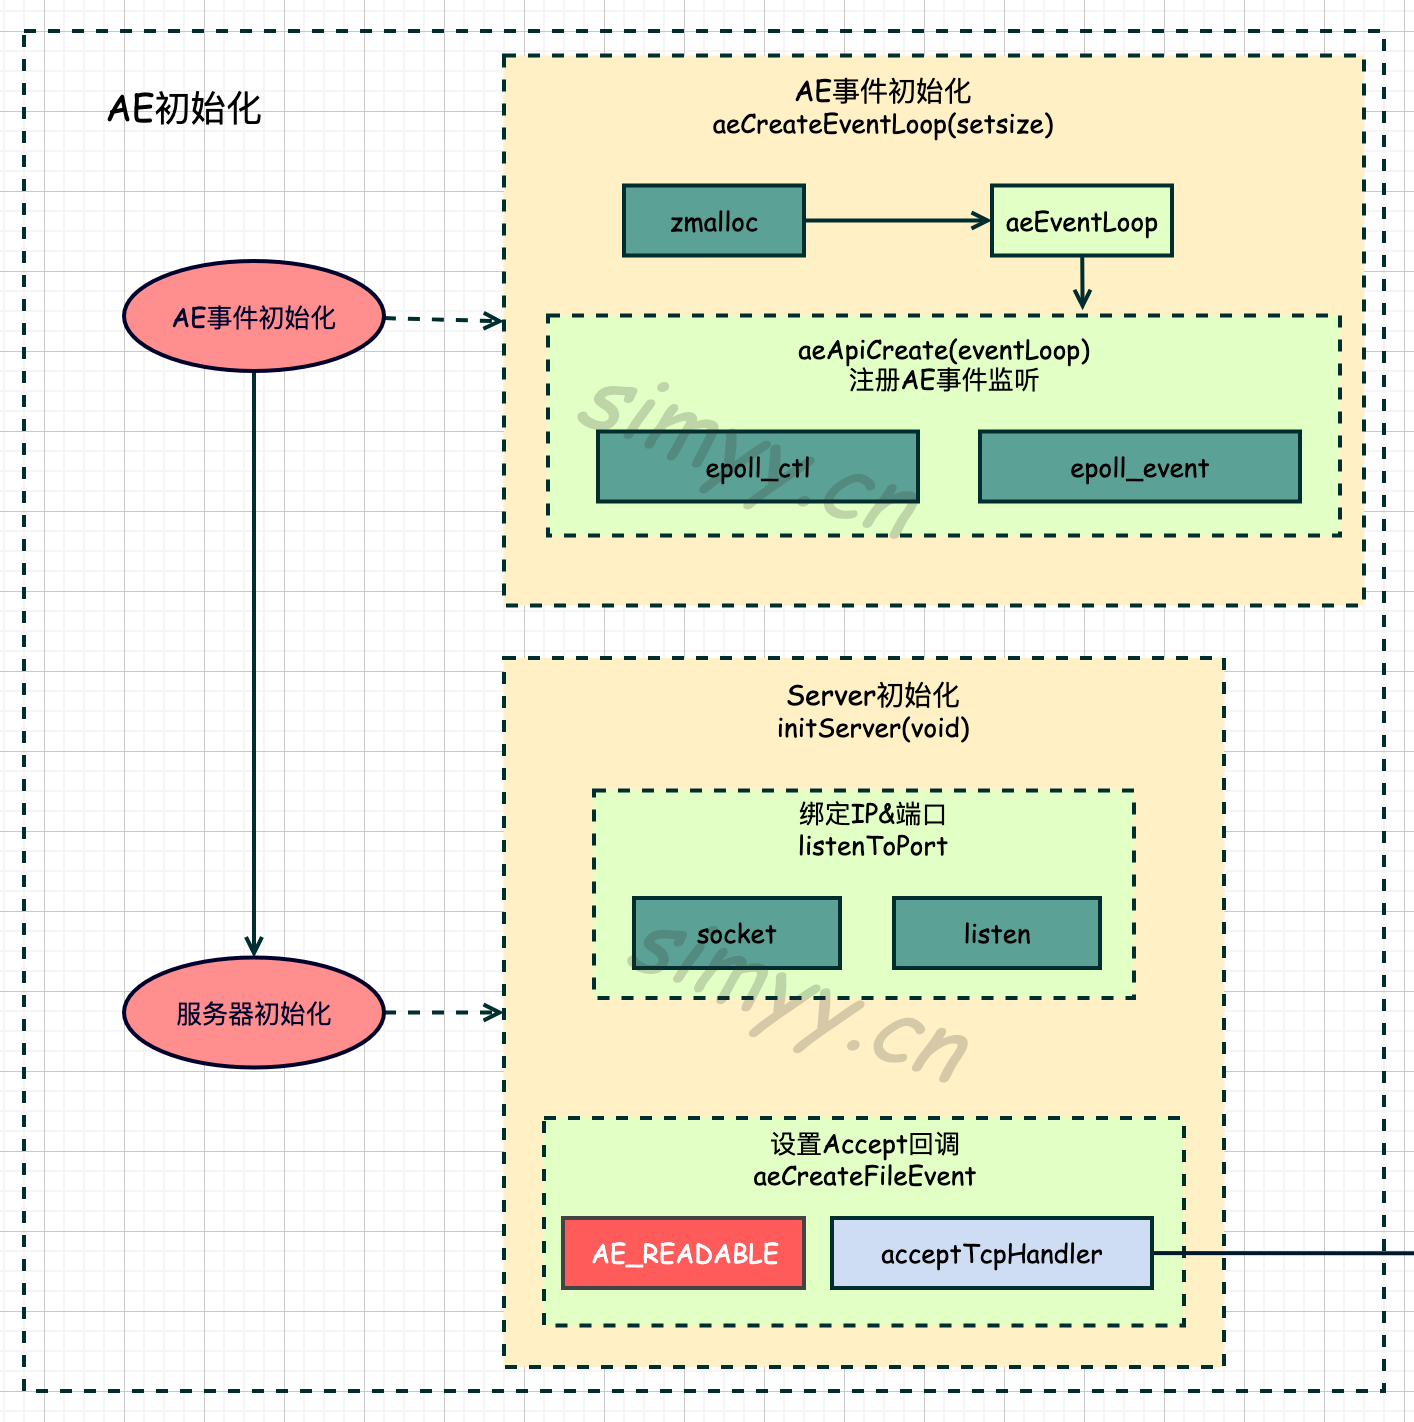 AE初始化
AE事件初始化
aeCreateEventLoop(setsize)
zmalloc
aeEventLoop
AE事件初始化
aeApiCreate(eventLoop)
注册AE事件监听
epoll_ctl
epoll_event
simyy.cn
Server初始化
initServer(void)
绑定IP&端口
listenToPort
socket
listen
simyy.cn
服务器初始化
设置Accept回调
aeCreateFileEvent
AE_READABLE
acceptTcpHandler